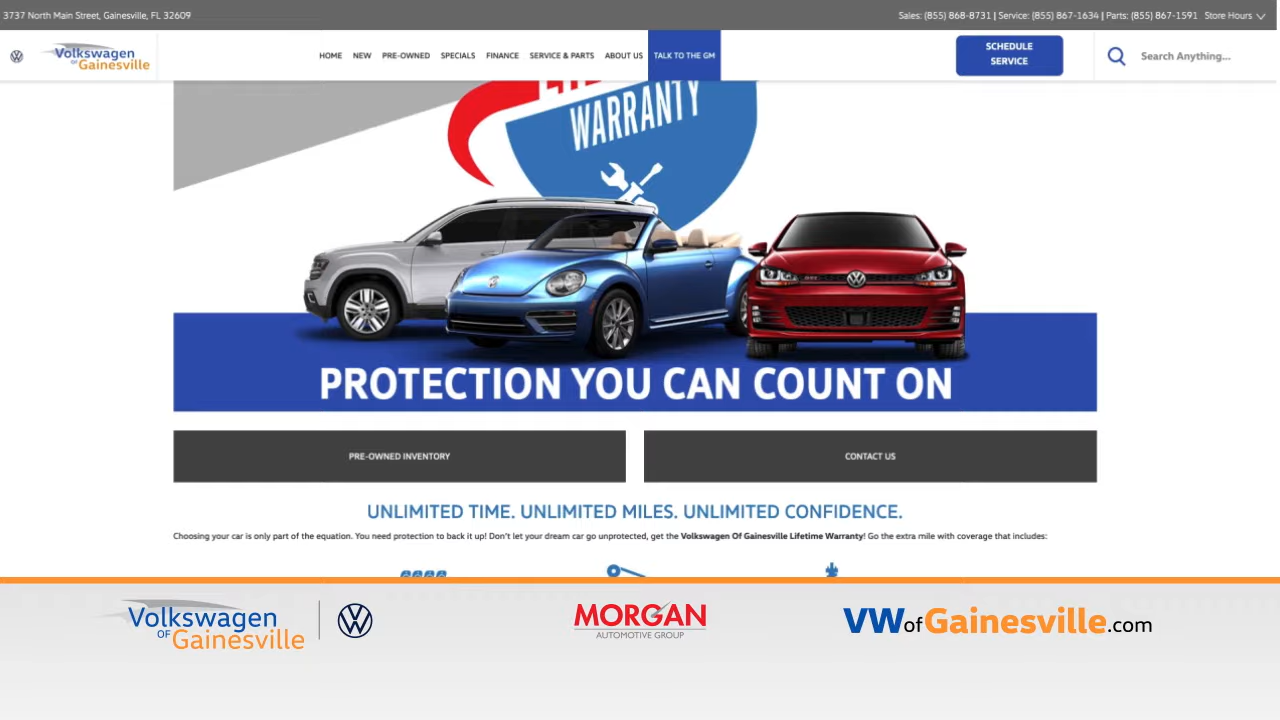 3737 North Main Street, Gainesville, FL 32609
Sales: (855) 868-8731 | Service: (855) 867-1634 | Parts: (855) 867-1591 Store Hours
Volkswagen
OF Gainesville
HOME NEW PRE-OWNED SPECIALS FINANCE SERVICE & PARTS ABOUT US TALK TO THE GM
SCHEDULE
SERVICE
Search Anything...
WARRANTY
PROTECTION YOU CAN COUNT ON
PRE-OWNED INVENTORY
CONTACT US
UNLIMITED TIME. UNLIMITED MILES. UNLIMITED CONFIDENCE.
Choosing your car is only part of the equation. You need protection to back it up! Don't let your dream car go unprotected, get the Volkswagen Of Gainesville Lifetime Warranty! Go the extra mile with coverage that includes:
Volkswagen
OF Gainesville
MORGAN
AUTOMOTIVE GROUP
VWofGainesville.com